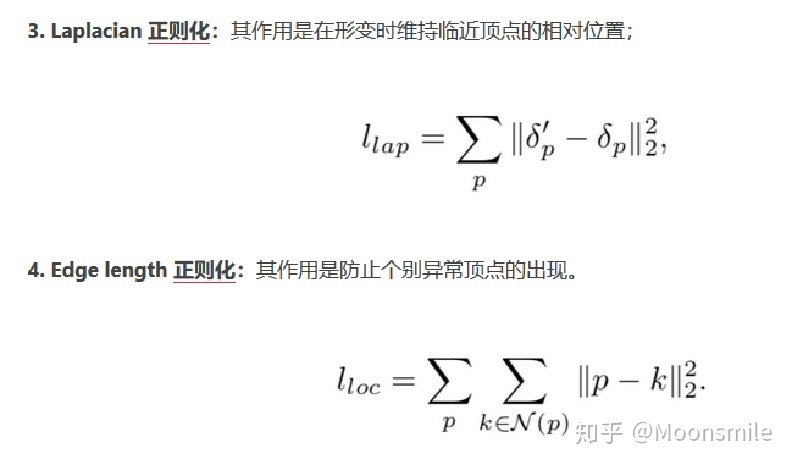 3. Laplacian 正则化：其作用是在形变时维持临近顶点的相对位置；
l_{lap} = \sum_{p} \|\delta'_p - \delta_p\|_2^2,
4. Edge length 正则化：其作用是防止个别异常顶点的出现。
l_{loc} = \sum_{p} \sum_{k \in \mathcal{N}(p)} \|p - k\|_2^2.
知乎 @Moonsmile